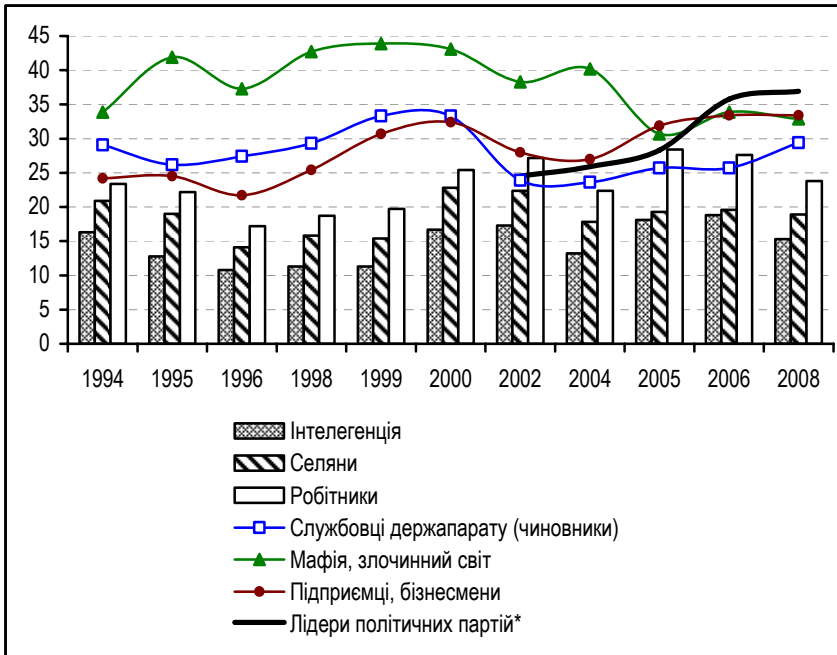 45
40
35
30
25
20
15
10
5
0
1994 1995 1996 1998 1999 2000 2002 2004 2005 2006 2008
Інтелегенція
Селяни
Робітники
Службовці держапарату (чиновники)
Мафія, злочинний світ
Підприємці, бізнесмени
Лідери політичних партій*